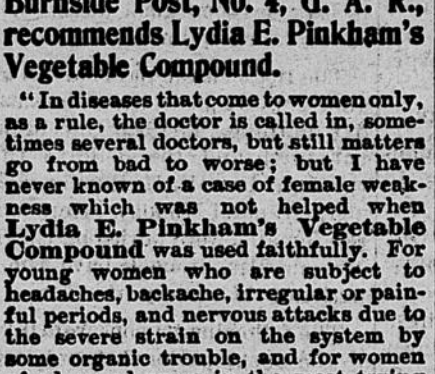 Burnside Post, No. 4, G. A. R.,
recommends Lydia E. Pinkham's
Vegetable Compound.
"In diseases that come to women only,
as a rule, the doctor is called in, some-
times several doctors, but still matters
go from bad to worse; but I have
never known of a case of female weak-
ness which was not helped when
Lydia E. Pinkham's Vegetable
Compound was used faithfully. For
young women who are subject to
headaches, backache, irregular or pain-
ful periods, and nervous attacks due to
the severe strain on the system by
some organic trouble, and for women